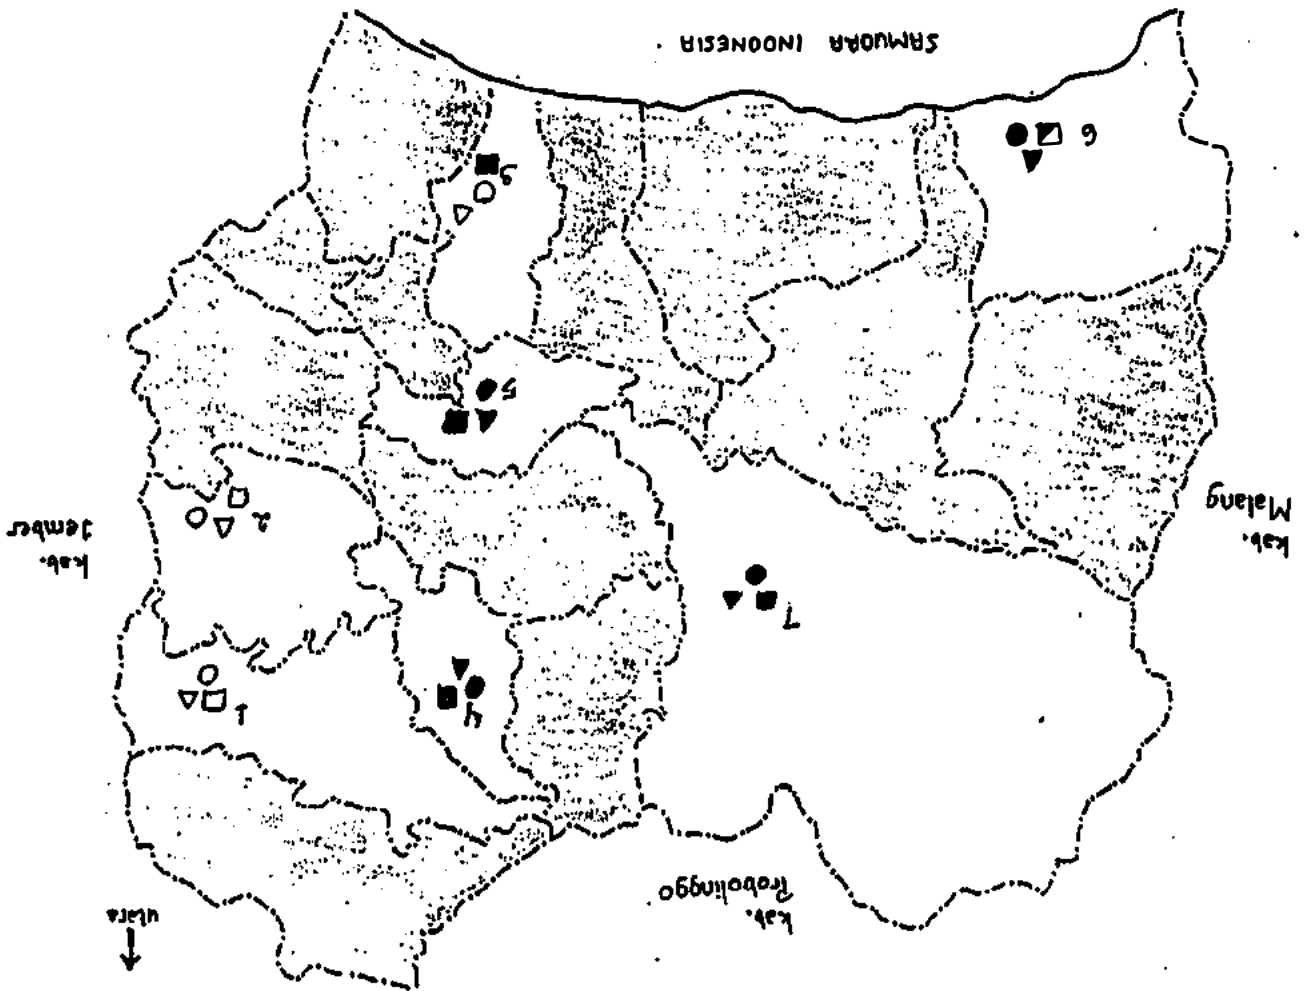 utara
kab.
Probolinggo
1
4
7
kab.
Jember
2
kab.
Malang
5
3
6
SAMUDRA INDONESIA